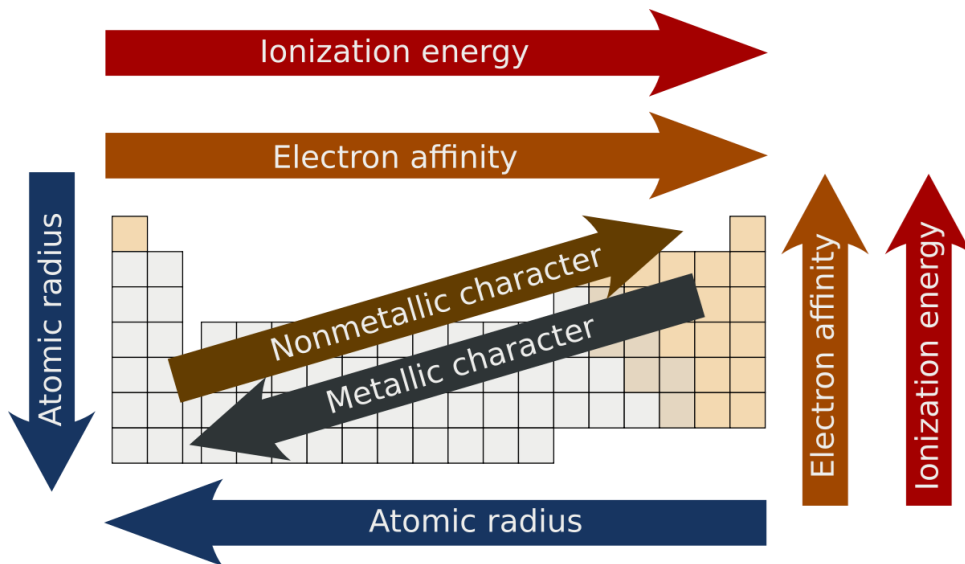 Ionization energy
Electron affinity
Atomic radius
Nonmetallic character
Metallic character
Electron affinity
Ionization energy
Atomic radius